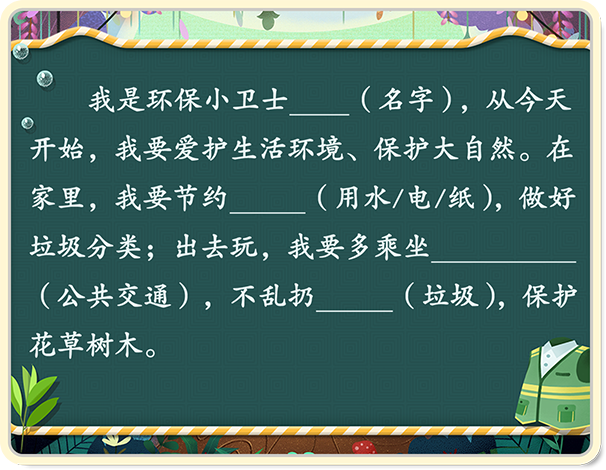 我是环保小卫士____（名字），从今天
开始，我要爱护生活环境、保护大自然。在
家里，我要节约_____（用水/电/纸），做好
垃圾分类；出去玩，我要多乘坐__________
（公共交通），不乱扔_____（垃圾），保护
花草树木。